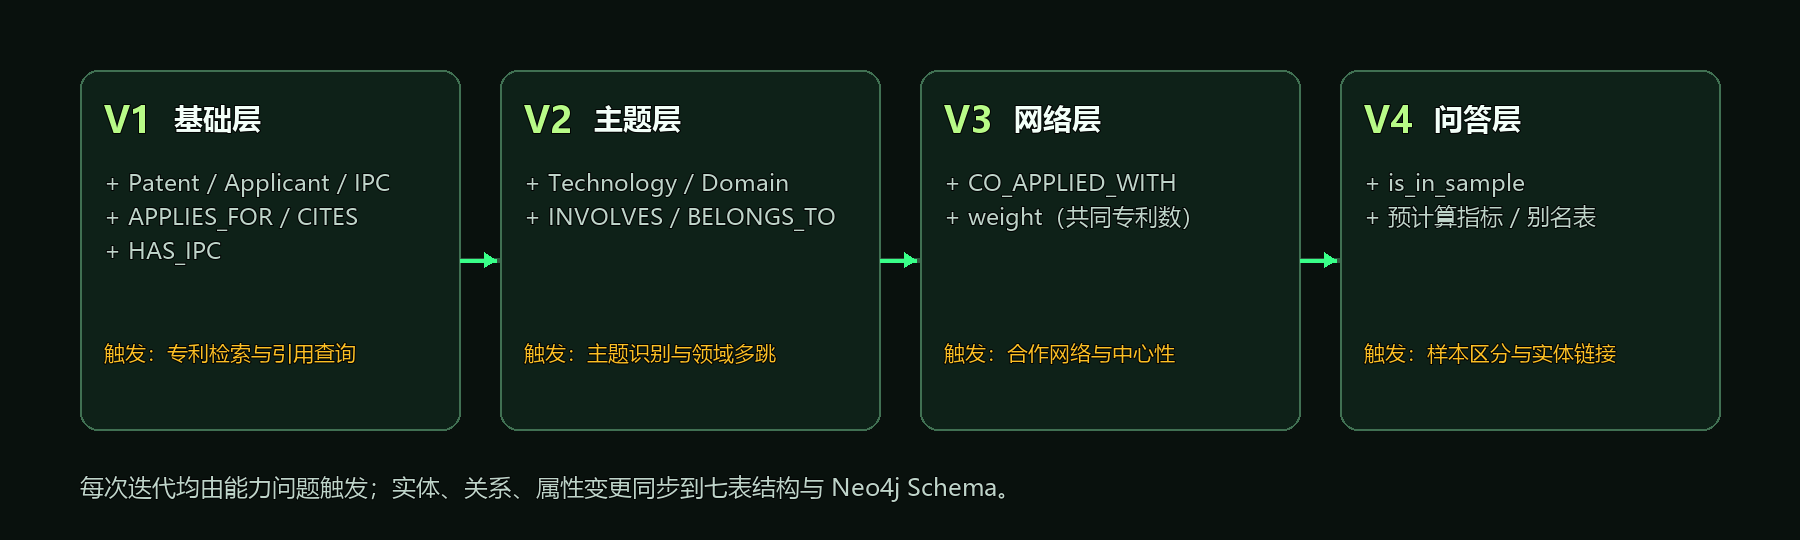 V1 基础层
+ Patent / Applicant / IPC
+ APPLIES_FOR / CITES
+ HAS_IPC
触发：专利检索与引用查询
V2 主题层
+ Technology / Domain
+ INVOLVES / BELONGS_TO
触发：主题识别与领域多跳
V3 网络层
+ CO_APPLIED_WITH
+ weight（共同专利数）
触发：合作网络与中心性
V4 问答层
+ is_in_sample
+ 预计算指标 / 别名表
触发：样本区分与实体链接
每次迭代均由能力问题触发；实体、关系、属性变更同步到七表结构与 Neo4j Schema。